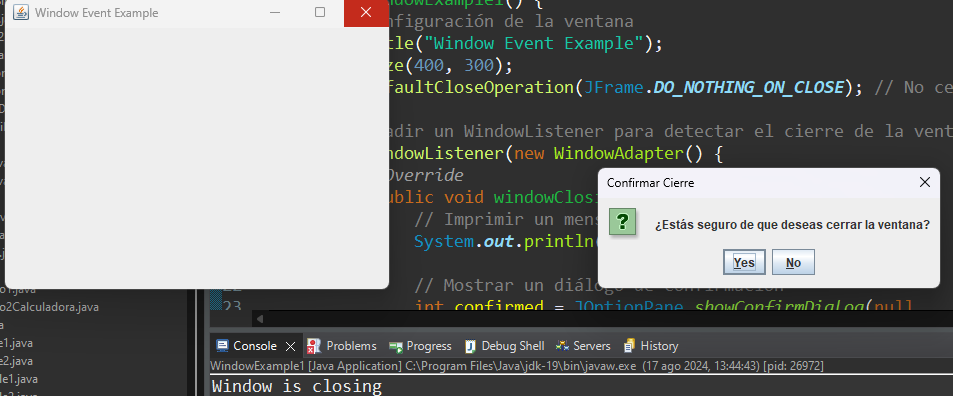 Window Event Example
ndowExample1() {
nfiguración de la ventana
tle("Window Event Example");
ze(400, 300);
faultCloseOperation(JFrame.DO_NOTHING_ON_CLOSE); // No ce
adir un WindowListener para detectar el cierre de la vent
ndowListener(new WindowAdapter() {
Override
ublic void windowClosi
// Imprimir un mens
System.out.println(
// Mostrar un diálogo de confirmación
23 int confirmed = JOptionPane.showConfirmDialog(null,
Confirmar Cierre
¿Estás seguro de que deseas cerrar la ventana?
Yes No
o1.java
o2Calculadora.java
a
e1.java
e2.java
de1.java
Console Problems Progress Debug Shell Servers History
WindowExample1 [Java Application] C:\Program Files\Java\jdk-19\bin\javaw.exe (17 ago 2024, 13:44:43) [pid: 26972]
Window is closing